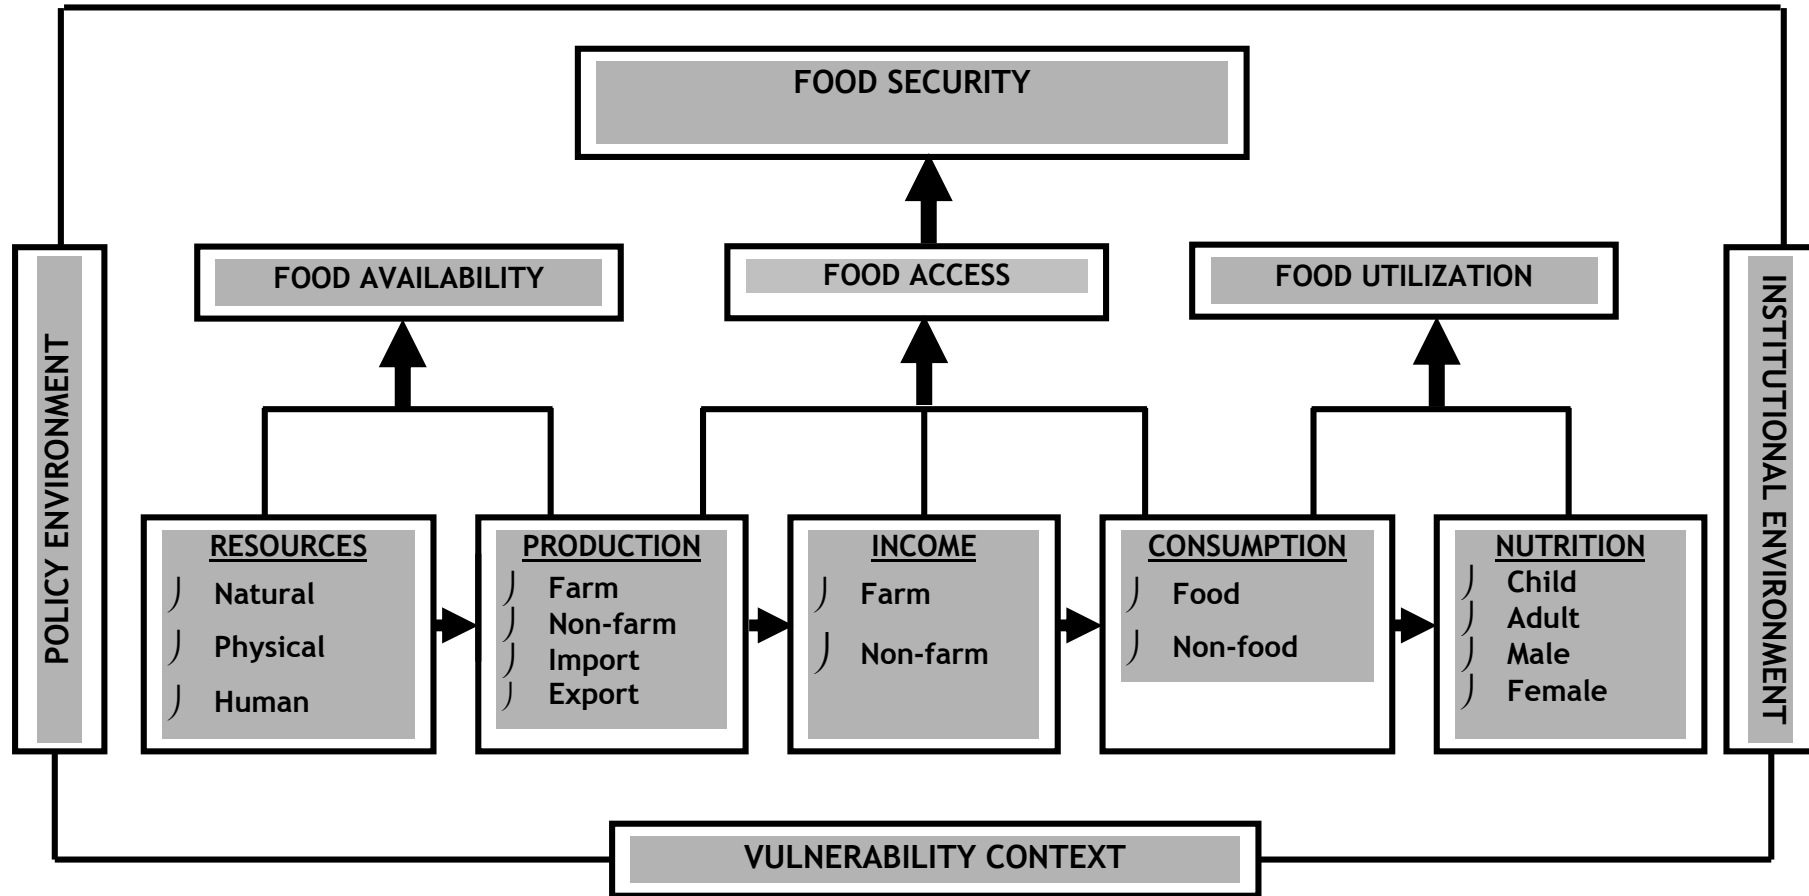 FOOD SECURITY
FOOD AVAILABILITY
FOOD ACCESS
FOOD UTILIZATION
POLICY ENVIRONMENT
INSTITUTIONAL ENVIRONMENT
RESOURCES
Natural
Physical
Human
PRODUCTION
Farm
Non-farm
Import
Export
INCOME
Farm
Non-farm
CONSUMPTION
Food
Non-food
NUTRITION
Child
Adult
Male
Female
VULNERABILITY CONTEXT